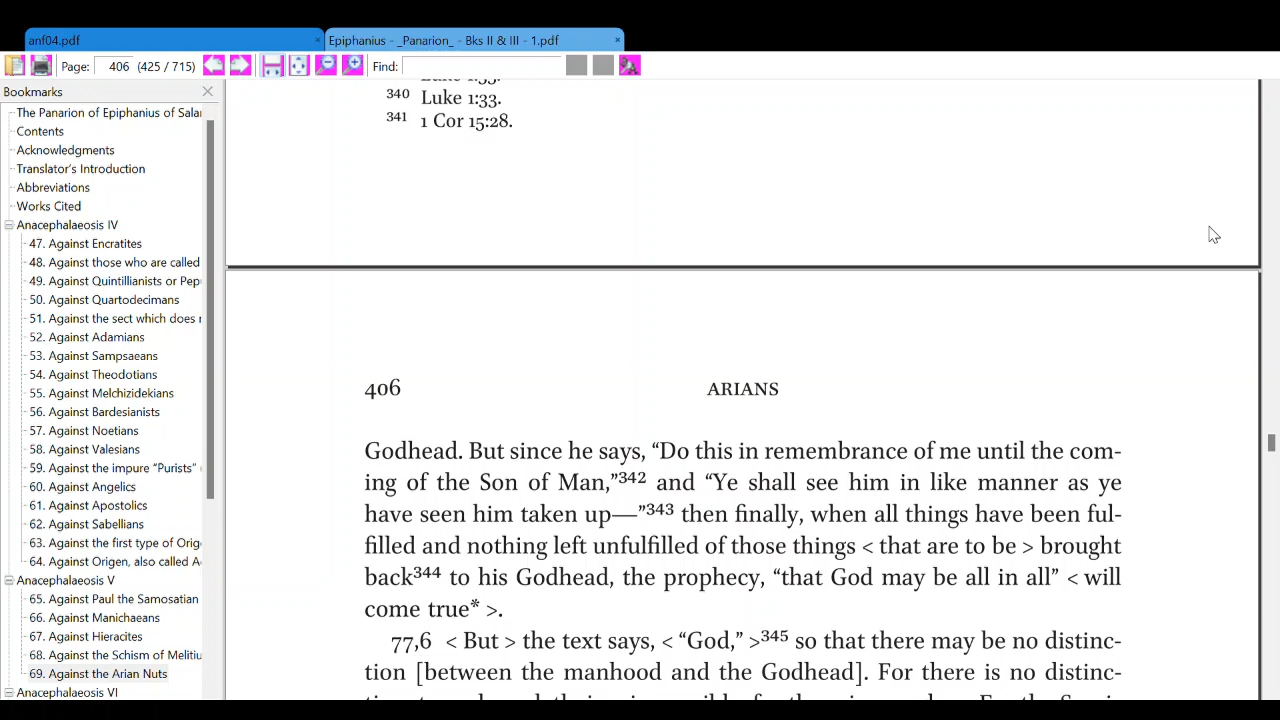 anf04.pdf
Epiphanius - _Panarion_ - Bks II & III - 1.pdf
Page: 406 (425 / 715)
Find:
Bookmarks
The Panarion of Epiphanius of Salar
Contents
Acknowledgments
Translator's Introduction
Abbreviations
Works Cited
Anacephalaeosis IV
47. Against Encratites
48. Against those who are called
49. Against Quintillianists or Pep
50. Against Quartodecimans
51. Against the sect which does
52. Against Adamians
53. Against Sampsaeans
54. Against Theodotians
55. Against Melchizidekians
56. Against Bardesianists
57. Against Noetians
58. Against Valesians
59. Against the impure “Purists”
60. Against Angelics
61. Against Apostolics
62. Against Sabellians
63. Against the first type of Orig
64. Against Origen, also called A
Anacephalaeosis V
65. Against Paul the Samosatian
66. Against Manichaeans
67. Against Hieracites
68. Against the Schism of Melitiu
69. Against the Arian Nuts
Anacephalaeosis VI
Luke 1:33.
340 Luke 1:33.
341 1 Cor 15:28.
406 ARIANS
Godhead. But since he says, “Do this in remembrance of me until the com-
ing of the Son of Man,”342 and “Ye shall see him in like manner as ye
have seen him taken up—”343 then finally, when all things have been ful-
filled and nothing left unfulfilled of those things < that are to be > brought
back344 to his Godhead, the prophecy, “that God may be all in all” < will
come true* >.
77,6 < But > the text says, < “God,” >345 so that there may be no distinc-
tion [between the manhood and the Godhead]. For there is no distinc-